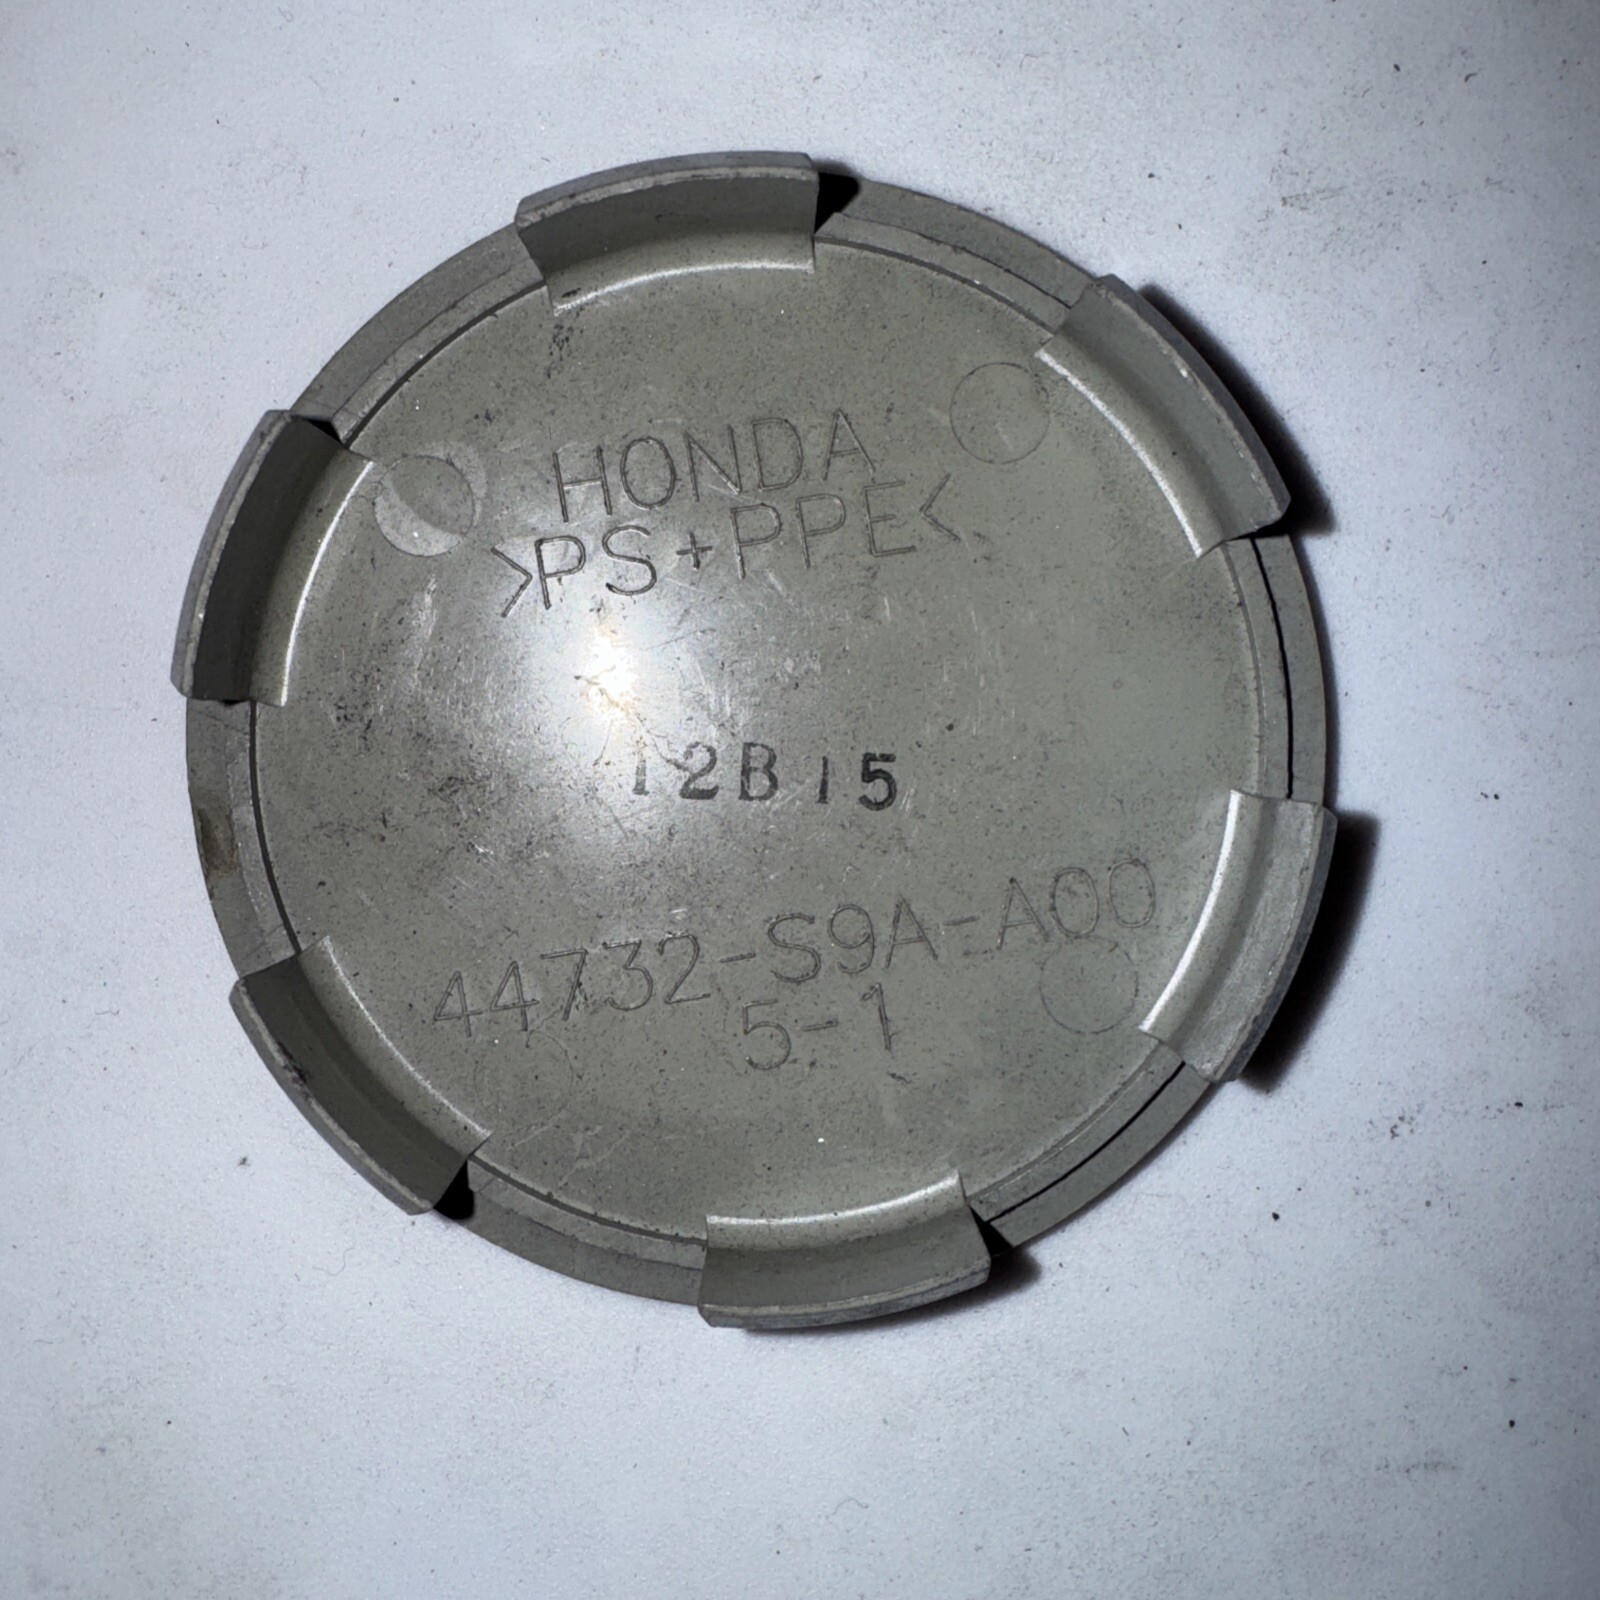 HONDA
>PS+PPE<
12B15
44732-S9A-A00
5-1